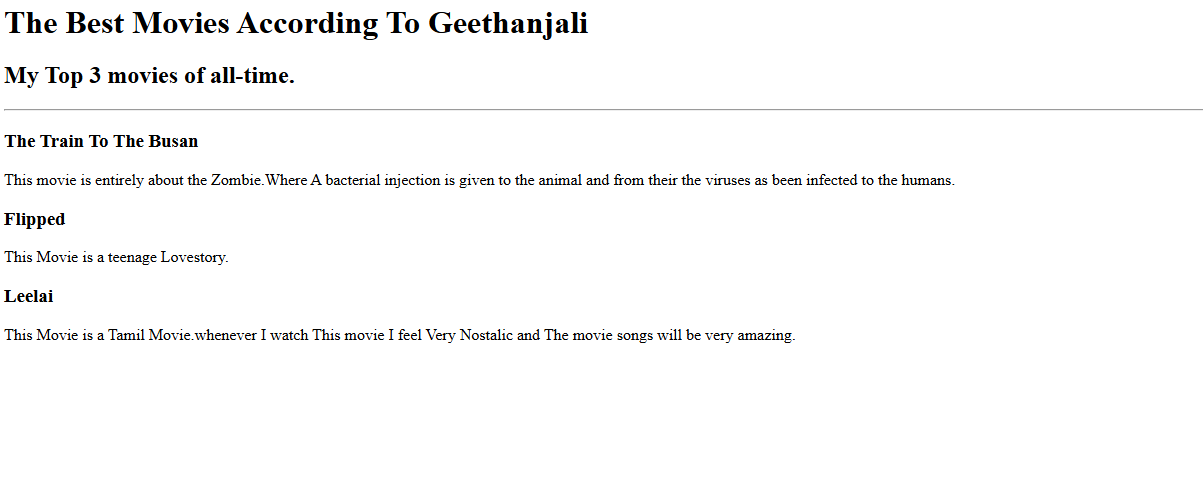 The Best Movies According To Geethanjali
My Top 3 movies of all-time.
The Train To The Busan
This movie is entirely about the Zombie.Where A bacterial injection is given to the animal and from their the viruses as been infected to the humans.
Flipped
This Movie is a teenage Lovestory.
Leelai
This Movie is a Tamil Movie.whenever I watch This movie I feel Very Nostalic and The movie songs will be very amazing.